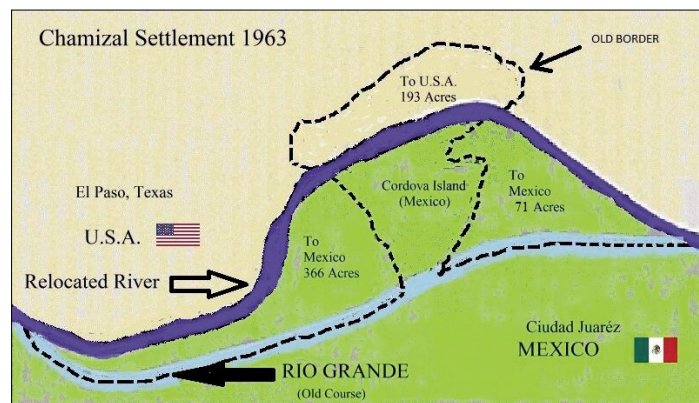 Chamizal Settlement 1963
OLD BORDER
To U.S.A.
193 Acres
El Paso, Texas
U.S.A.
Cordova Island
(Mexico)
To
Mexico
71 Acres
To
Mexico
366 Acres
Relocated River
Ciudad Juaréz
MEXICO
RIO GRANDE
(Old Course)